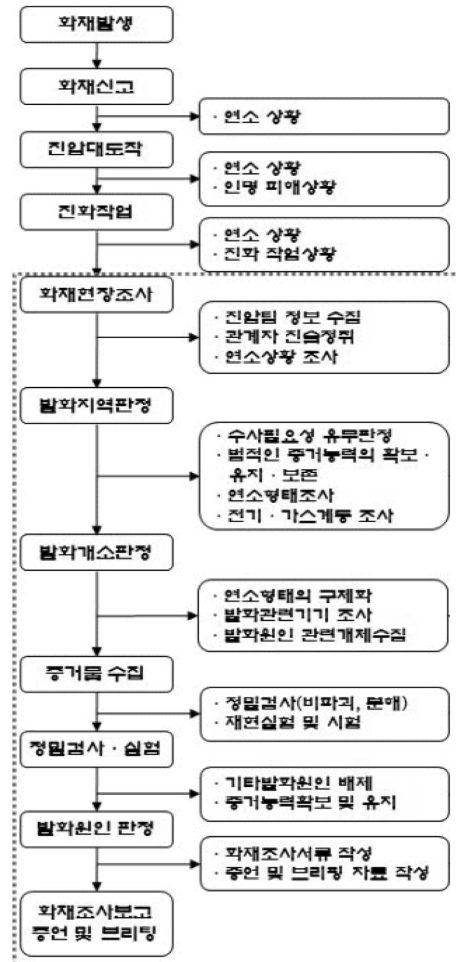 화재발생
화재신고
· 연소 상황
진압대도착
· 연소 상황
· 인명 피해상황
진화작업
· 연소 상황
· 진화 작업상황
화재현장조사
· 진압팀 정보 수집
· 관계자 진술청취
· 연소상황 조사
발화지역판정
· 수사필요성 유무판정
· 법적인 증거능력의 확보 ·
유지 · 보존
· 연소형태조사
· 전기 · 가스계통 조사
발화개소판정
· 연소형태의 구체화
· 발화관련기기 조사
· 발화원인 관련개체수집
증거물 수집
· 정밀검사(비파괴, 분해)
· 재현실험 및 시험
정밀검사 · 실험
· 기타발화원인 배제
· 증거능력확보 및 유지
발화원인 판정
· 화재조사서류 작성
· 증언 및 브리핑 자료 작성
화재조사보고
증언 및 브리핑